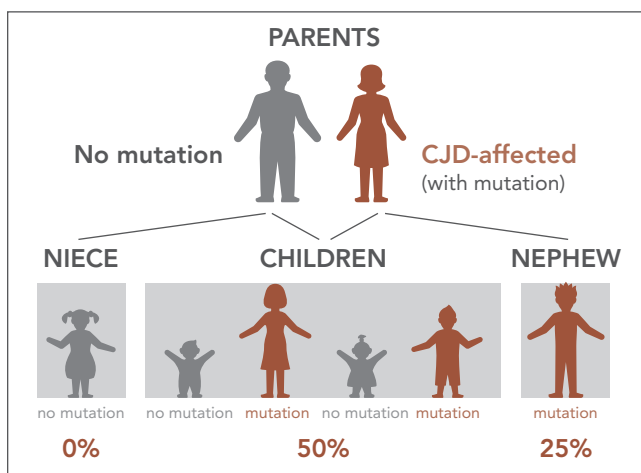 PARENTS
No mutation
CJD-affected
(with mutation)
NIECE
CHILDREN
NEPHEW
no mutation
no mutation
mutation
no mutation
mutation
mutation
0%
50%
25%